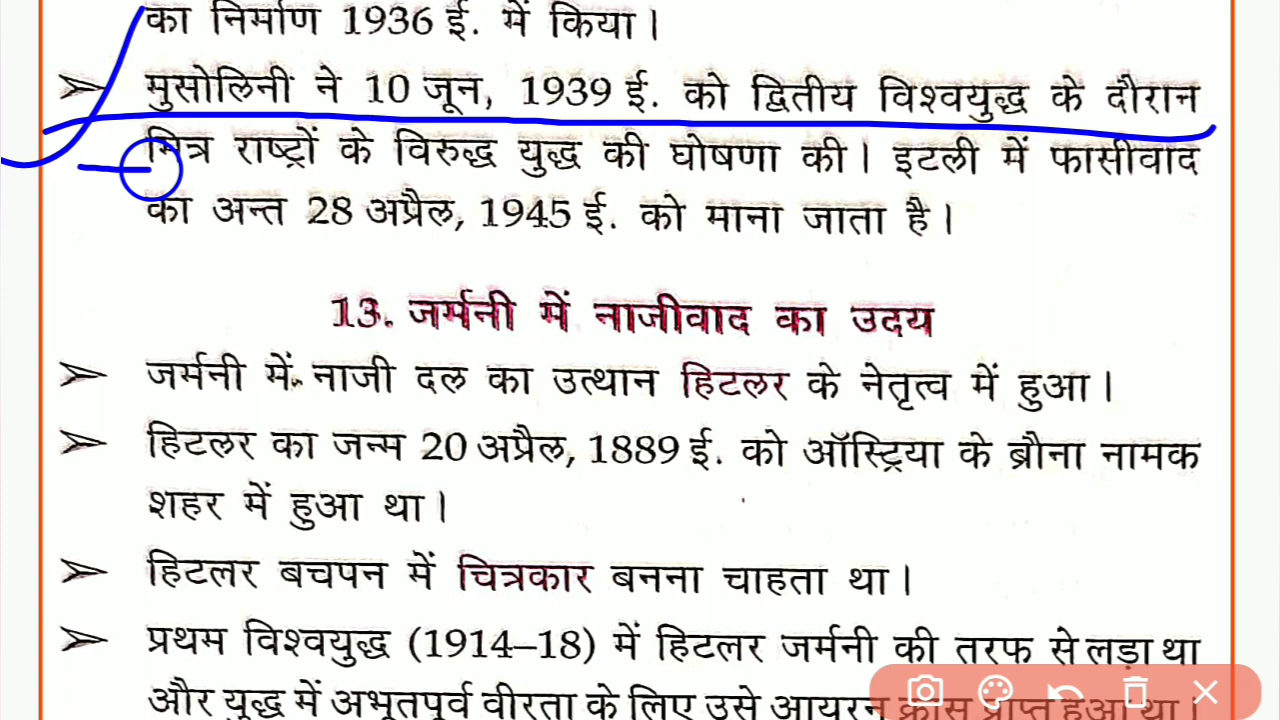 का निर्माण 1936 ई. में किया।
➢ मुसोलिनी ने 10 जून, 1939 ई. को द्वितीय विश्वयुद्ध के दौरान
मित्र राष्ट्रों के विरुद्ध युद्ध की घोषणा की। इटली में फासीवाद
का अन्त 28 अप्रैल, 1945 ई. को माना जाता है।
13. जर्मनी में नाजीवाद का उदय
➢ जर्मनी में नाजी दल का उत्थान हिटलर के नेतृत्व में हुआ।
➢ हिटलर का जन्म 20 अप्रैल, 1889 ई. को ऑस्ट्रिया के ब्रौना नामक
शहर में हुआ था।
➢ हिटलर बचपन में चित्रकार बनना चाहता था।
➢ प्रथम विश्वयुद्ध (1914–18) में हिटलर जर्मनी की तरफ से लड़ा था
और युद्ध में अभूतपूर्व वीरता के लिए उसे आयरन क्रास प्राप्त हुआ था।